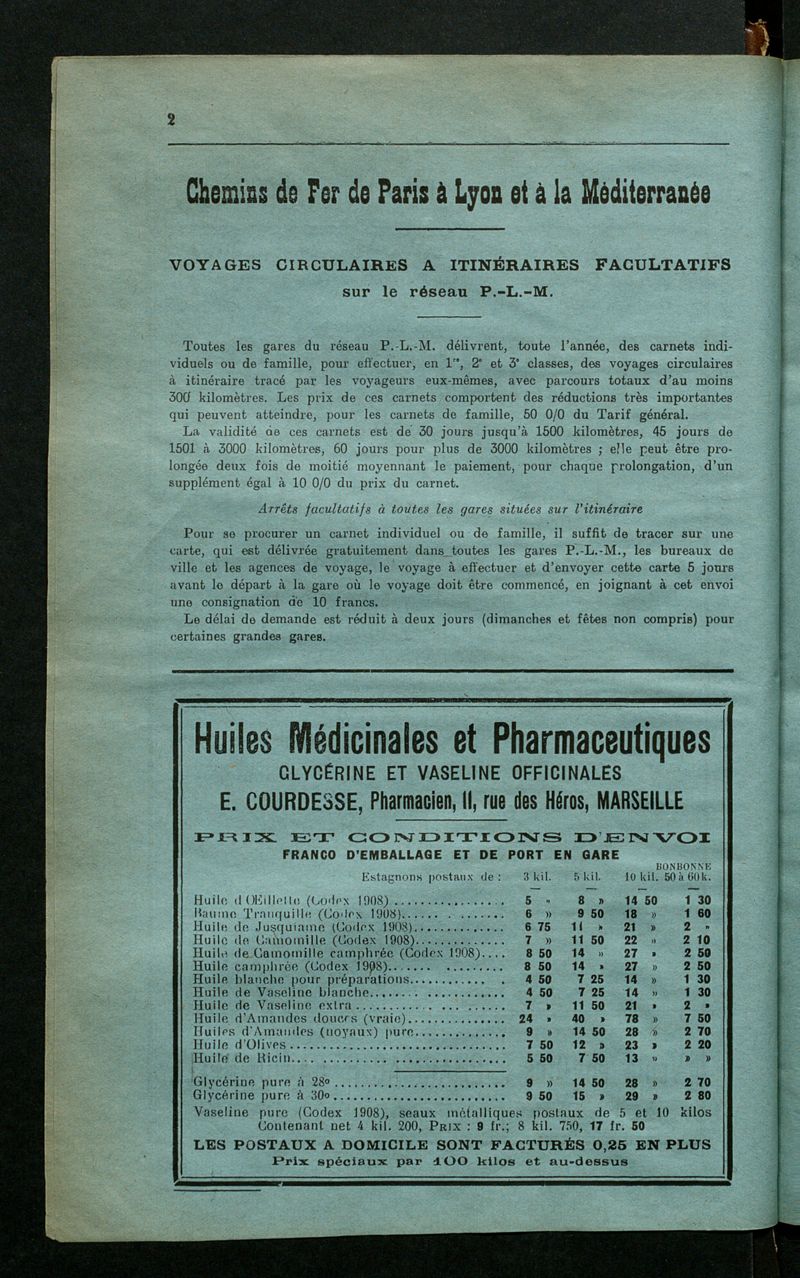 2
Chemins de Fer de Paris à Lyon et à la Méditerranée
VOYAGES CIRCULAIRES A ITINÉRAIRES FACULTATIFS
sur le réseau P.-L.-M.
Toutes les gares du réseau P.-L.-M. délivrent, toute l'année, des carnets indi-
viduels ou de famille, pour effectuer, en 1re, 2e et 3e classes, des voyages circulaires
à itinéraire tracé par les voyageurs eux-mêmes, avec parcours totaux d'au moins
300 kilomètres. Les prix de ces carnets comportent des réductions très importantes
qui peuvent atteindre, pour les carnets de famille, 50 0/0 du Tarif général.
La validité de ces carnets est de 30 jours jusqu'à 1500 kilomètres, 45 jours de
1501 à 3000 kilomètres, 60 jours pour plus de 3000 kilomètres ; elle peut être pro-
longée deux fois de moitié moyennant le paiement, pour chaque prolongation, d'un
supplément égal à 10 0/0 du prix du carnet.
Arrêts facultatifs à toutes les gares situées sur l'itinéraire
Pour se procurer un carnet individuel ou de famille, il suffit de tracer sur une
carte, qui est délivrée gratuitement dans toutes les gares P.-L.-M., les bureaux de
ville et les agences de voyage, le voyage à effectuer et d'envoyer cette carte 5 jours
avant le départ à la gare où le voyage doit être commencé, en joignant à cet envoi
une consignation de 10 francs.
Le délai de demande est réduit à deux jours (dimanches et fêtes non compris) pour
certaines grandes gares.
Huiles Médicinales et Pharmaceutiques
GLYCÉRINE ET VASELINE OFFICINALES
E. COURDESSE, Pharmacien, 11, rue des Héros, MARSEILLE
PRIX ET CONDITIONS D'ENVOI
FRANCO D'EMBALLAGE ET DE PORT EN GARE
BONBONNE
Estagnons postaux de : 3 kil. 5 kil. 10 kil. 50 à 60 k.
Huile d'Œillette (Codex 1908) 5 » 8 » 14 50 1 30
Baume Tranquille (Codex 1908) 6 » 9 50 18 » 1 60
Huile de Jusquiame (Codex 1908) 6 75 11 » 21 » 2 »
Huile de Camomille (Codex 1908) 7 » 11 50 22 » 2 10
Huile de Camomille camphrée (Codex 1908) 8 50 14 » 27 » 2 50
Huile camphrée (Codex 1908) 8 50 14 » 27 » 2 50
Huile blanche pour préparations 4 50 7 25 14 » 1 30
Huile de Vaseline blanche 4 50 7 25 14 » 1 30
Huile de Vaseline extra 7 » 11 50 21 » 2 »
Huile d'Amandes douces (vraie) 24 » 40 » 78 » 7 50
Huiles d'Amandes (noyaux) pure 9 » 14 50 28 » 2 70
Huile d'Olives 7 50 12 » 23 » 2 20
Huile de Ricin 5 50 7 50 13 » » »
Glycérine pure à 28° 9 » 14 50 28 » 2 70
Glycérine pure à 30° 9 50 15 » 29 » 2 80
Vaseline pure (Codex 1908), seaux métalliques postaux de 5 et 10 kilos
Contenant net 4 kil. 200, PRIX : 9 fr.; 8 kil. 750, 17 fr. 50
LES POSTAUX A DOMICILE SONT FACTURÉS 0,25 EN PLUS
Prix spéciaux par 100 kilos et au-dessus